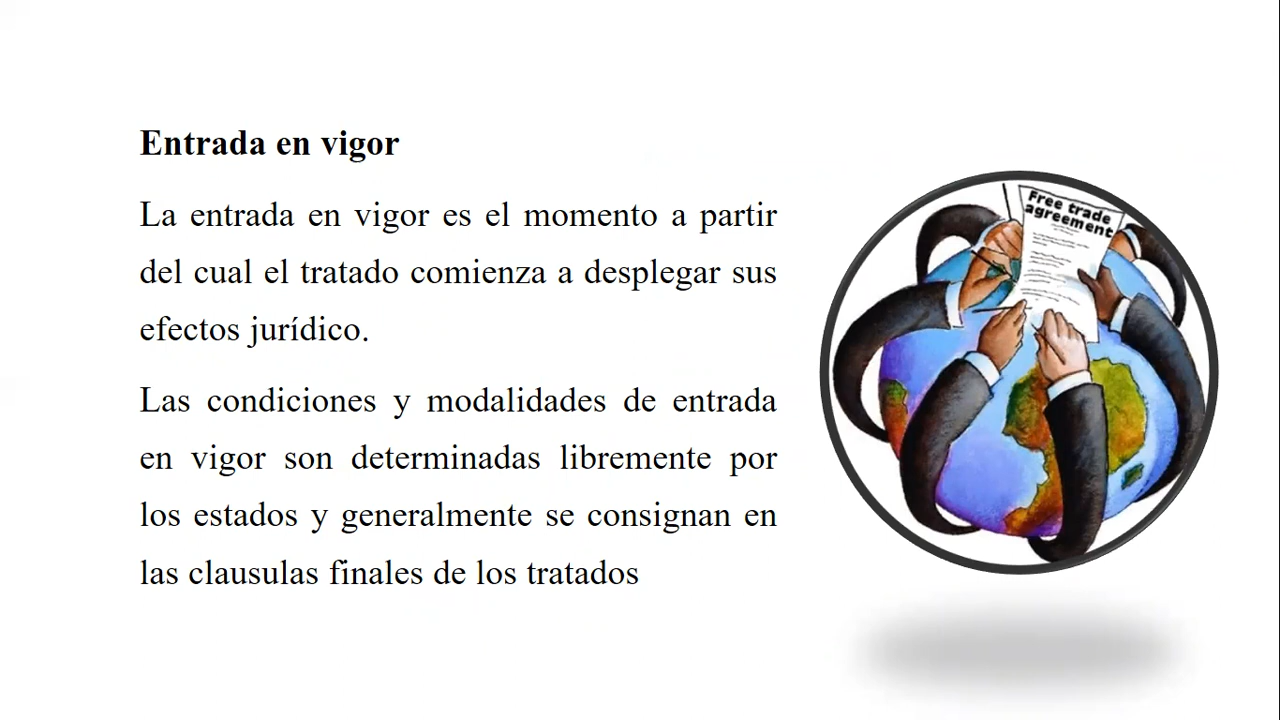 Entrada en vigor
La entrada en vigor es el momento a partir
del cual el tratado comienza a desplegar sus
efectos jurídico.
Las condiciones y modalidades de entrada
en vigor son determinadas libremente por
los estados y generalmente se consignan en
las clausulas finales de los tratados
Free trade
agreement